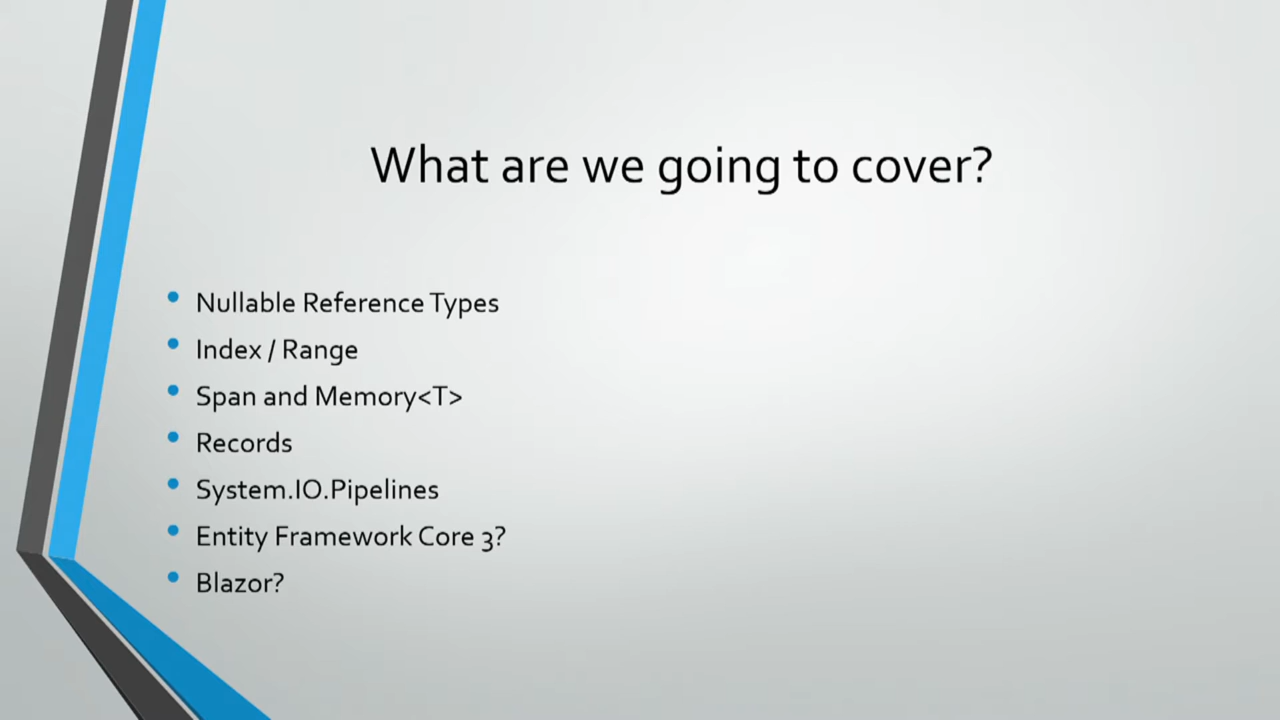 What are we going to cover?
• Nullable Reference Types
• Index / Range
• Span and Memory<T>
• Records
• System.IO.Pipelines
• Entity Framework Core 3?
• Blazor?